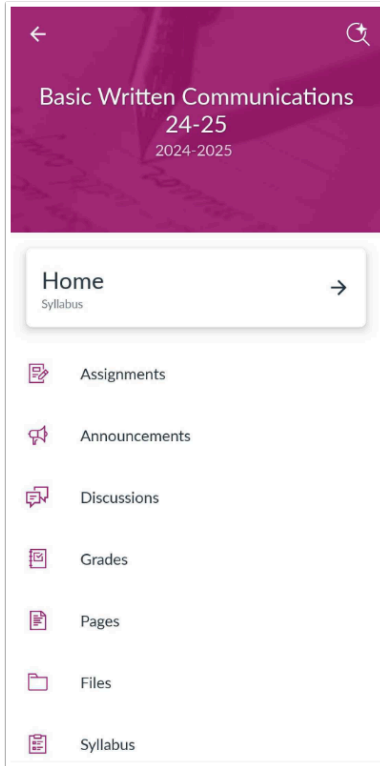 Basic Written Communications
24-25
2024-2025
Home
Syllabus
Assignments
Announcements
Discussions
Grades
Pages
Files
Syllabus